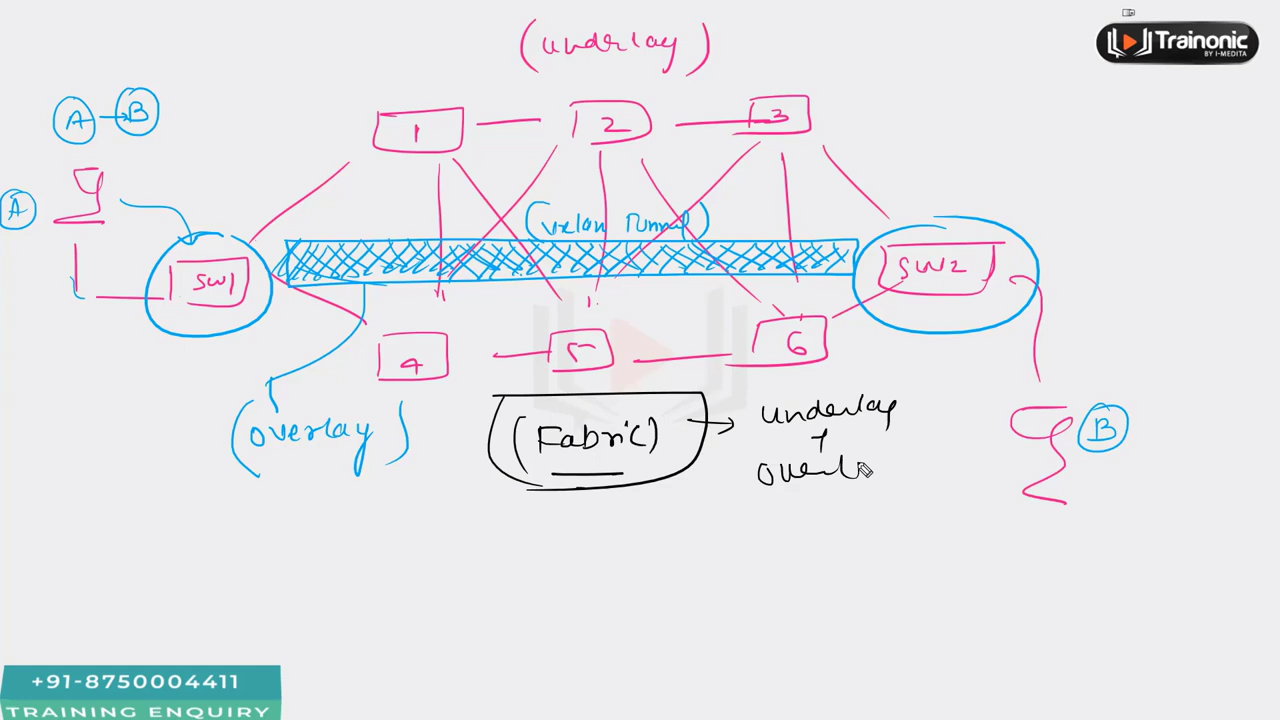 (underlay)
Trainonic
BY I-MEDITA
A → B
1
2
3
A
(vxlan Tunnel)
SW1
SW2
4
5
6
(overlay)
(Fabric) → underlay
+
overl
B
+91-8750004411
TRAINING ENQUIRY